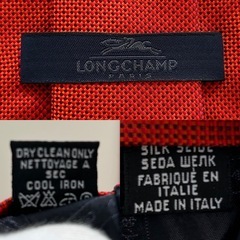 LONGCHAMP
PARIS
DRY CLEAN ONLY
NETTOYAGE A
SEC
COOL IRON
SILK SEIDE
SEDA ШЕЛК
FABRIQUÉ EN
ITALIE
MADE IN ITALY